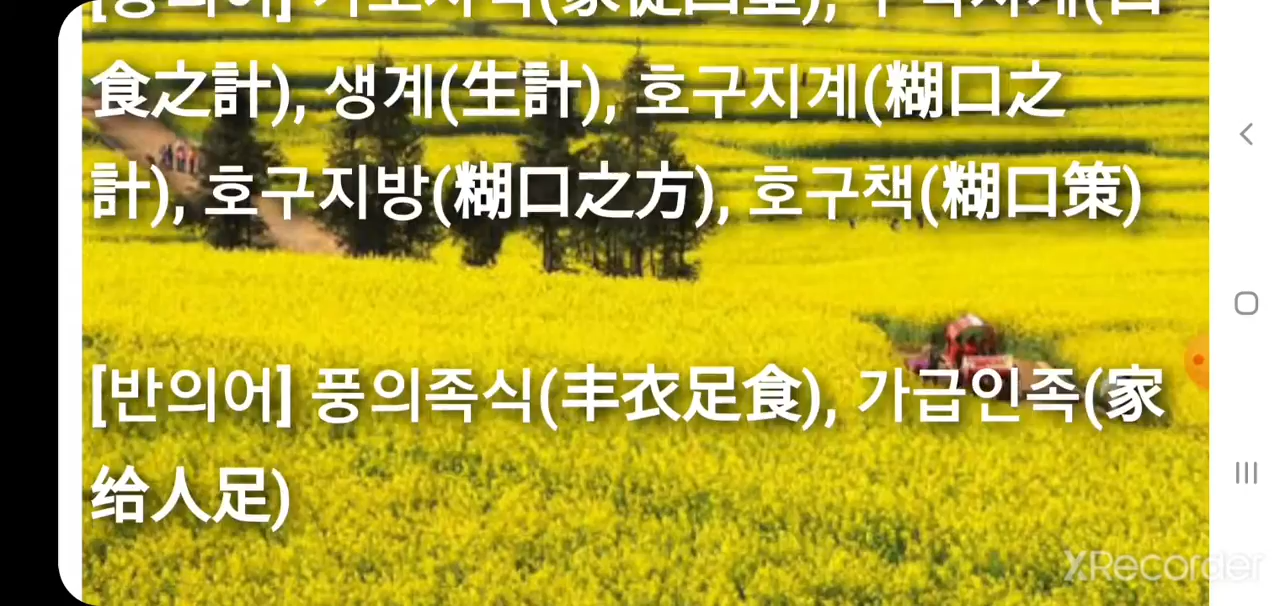 食之計), 생계(生計), 호구지계(糊口之
計), 호구지방(糊口之方), 호구책(糊口策)
[반의어] 풍의족식(丰衣足食), 가급인족(家
给人足)
XRecorder